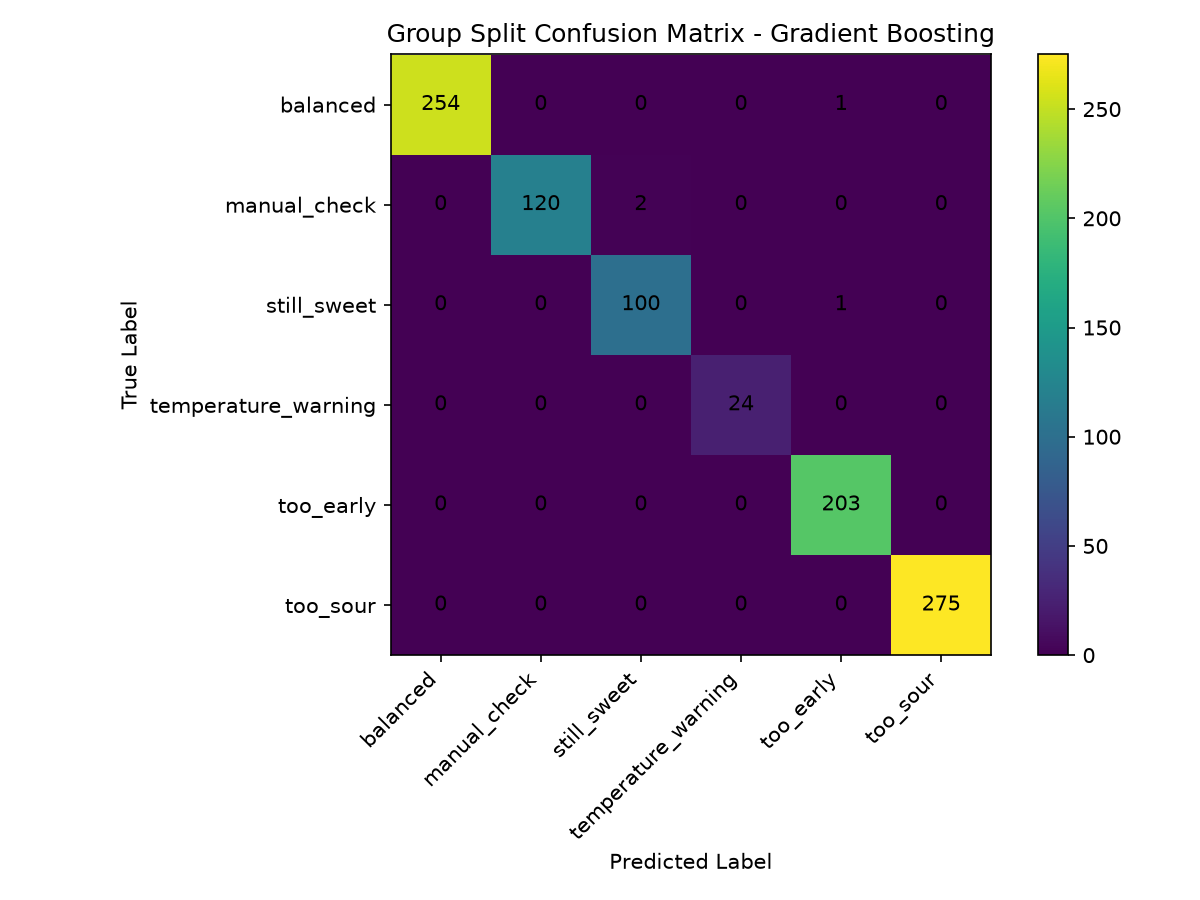 Group Split Confusion Matrix - Gradient Boosting
balanced 254 0 0 0 1 0
manual_check 0 120 2 0 0 0
still_sweet 0 0 100 0 1 0
temperature_warning 0 0 0 24 0 0
too_early 0 0 0 0 203 0
too_sour 0 0 0 0 0 275
True Label
balanced manual_check still_sweet temperature_warning too_early too_sour
Predicted Label
250
200
150
100
50
0